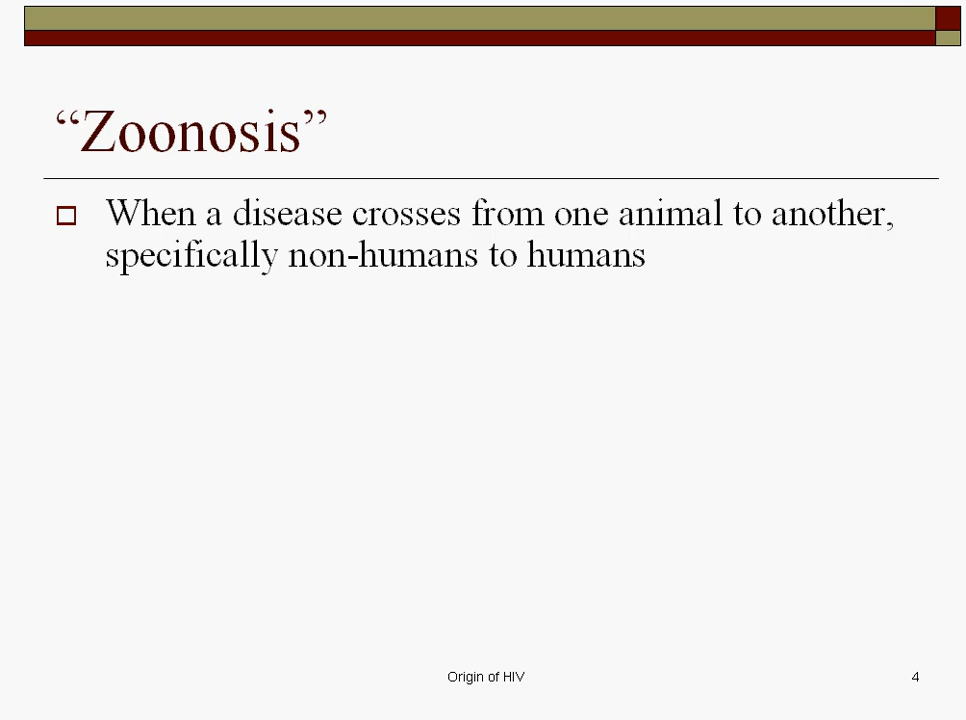 “Zoonosis”
When a disease crosses from one animal to another,
specifically non-humans to humans
Origin of HIV
4